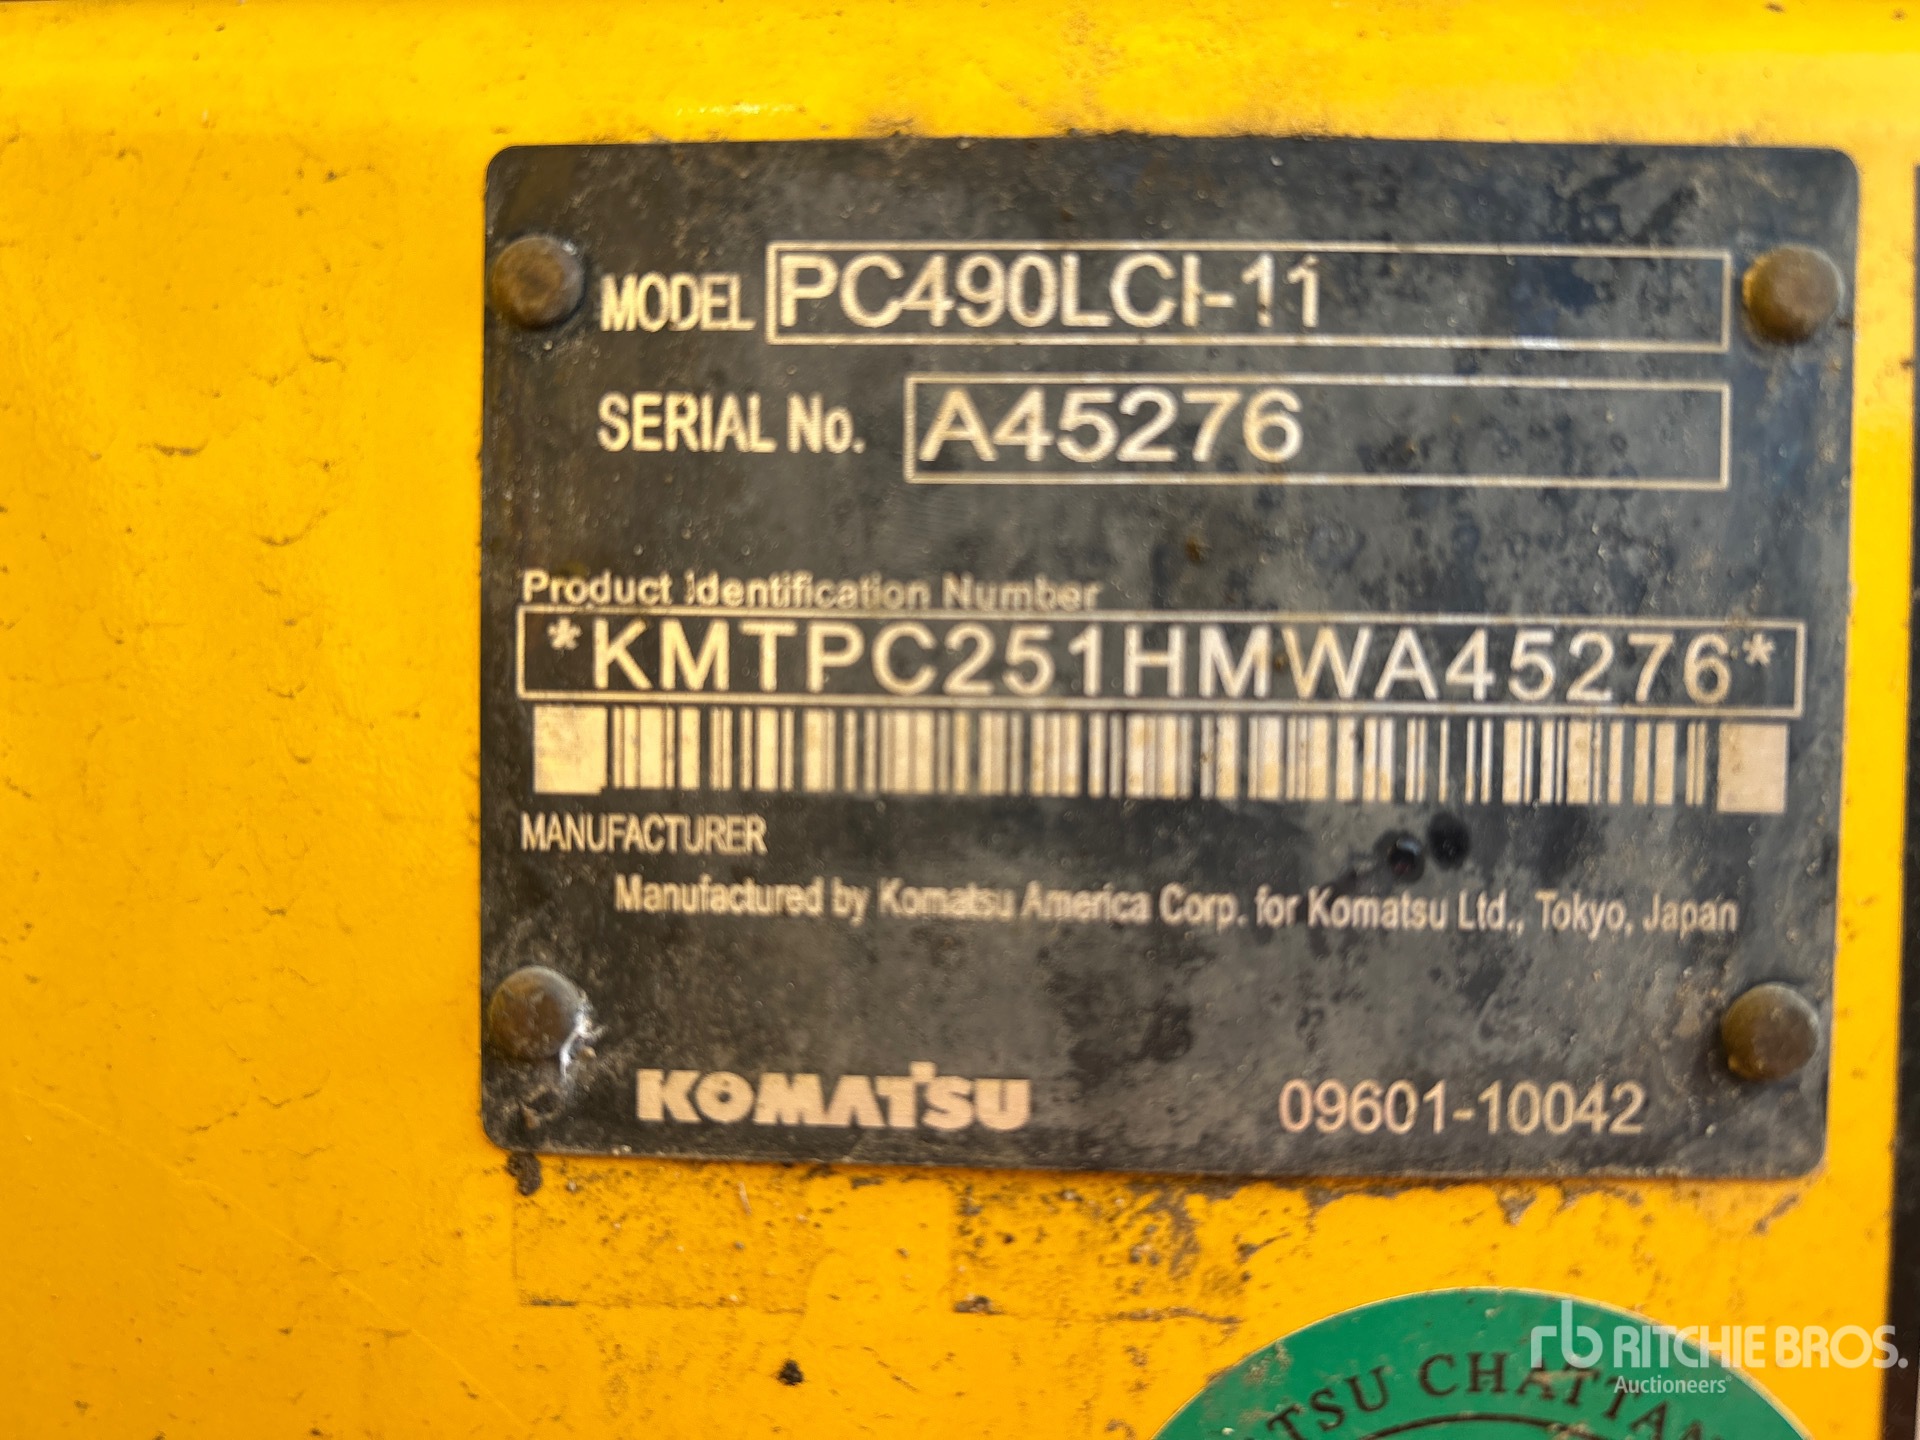 MODEL PC490LCI-11
SERIAL No. A45276
Product Identification Number
*KMTPC251HMWA45276*
MANUFACTURER
Manufactured by Komatsu America Corp. for Komatsu Ltd., Tokyo, Japan
KOMATSU 09601-10042
rb RITCHIE BROS.
Auctioneers